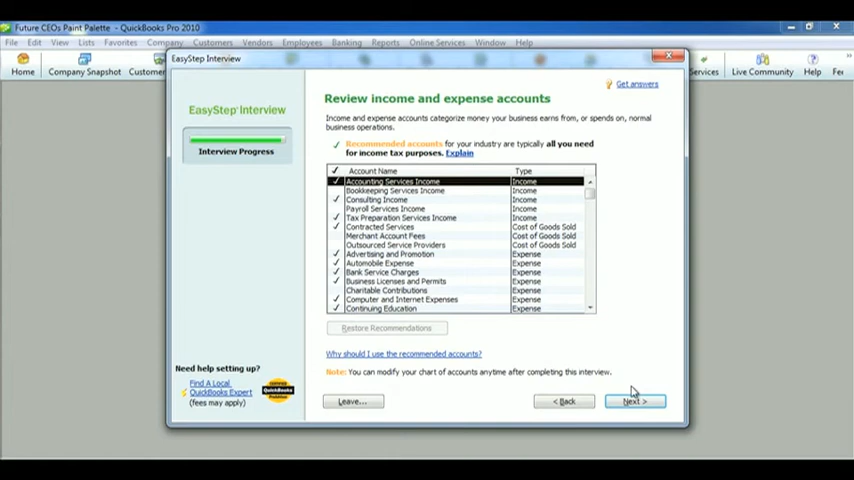 Future CEOs Paint Palette - QuickBooks Pro 2010
File Edit View Lists Favorites Company Customers Vendors Employees Banking Reports Online Services Window Help
Home Company Snapshot Customer Services Live Community Help Fee
EasyStep Interview
Get answers
EasyStep Interview
Interview Progress
Review income and expense accounts
Income and expense accounts categorize money your business earns from, or spends on, normal
business operations.
Recommended accounts for your industry are typically all you need
for income tax purposes. Explain
Account Name Type
Accounting Services Income Income
Bookkeeping Services Income Income
Consulting Income Income
Payroll Services Income Income
Tax Preparation Services Income Income
Contracted Services Cost of Goods Sold
Merchant Account Fees Cost of Goods Sold
Outsourced Service Providers Cost of Goods Sold
Advertising and Promotion Expense
Automobile Expense Expense
Bank Service Charges Expense
Business Licenses and Permits Expense
Charitable Contributions Expense
Computer and Internet Expenses Expense
Continuing Education Expense
Restore Recommendations
Why should I use the recommended accounts?
Note: You can modify your chart of accounts anytime after completing this interview.
Need help setting up?
Find A Local
QuickBooks Expert
(fees may apply)
QuickBooks
Leave... < Back Next >